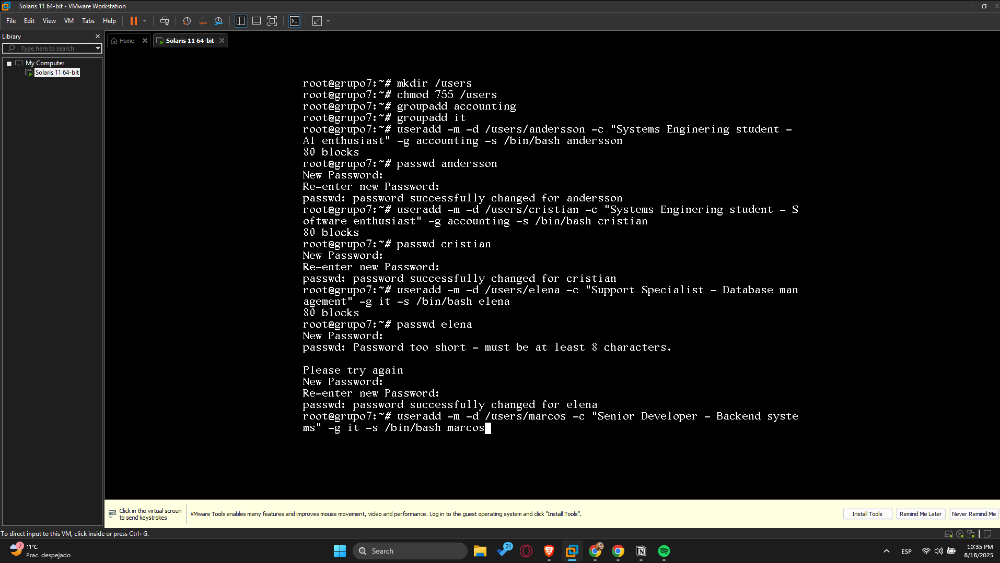 Solaris 11 64-bit - VMware Workstation
File Edit View VM Tabs Help
Library
Type here to search
My Computer
Solaris 11 64-bit
Home
Solaris 11 64-bit
root@grupo7:~# mkdir /users
root@grupo7:~# chmod 755 /users
root@grupo7:~# groupadd accounting
root@grupo7:~# groupadd it
root@grupo7:~# useradd -m -d /users/andersson -c "Systems Enginering student -
AI enthusiast" -g accounting -s /bin/bash andersson
80 blocks
root@grupo7:~# passwd andersson
New Password:
Re-enter new Password:
passwd: password successfully changed for andersson
root@grupo7:~# useradd -m -d /users/cristian -c "Systems Enginering student - S
oftware enthusiast" -g accounting -s /bin/bash cristian
80 blocks
root@grupo7:~# passwd cristian
New Password:
Re-enter new Password:
passwd: password successfully changed for cristian
root@grupo7:~# useradd -m -d /users/elena -c "Support Specialist - Database man
agement" -g it -s /bin/bash elena
80 blocks
root@grupo7:~# passwd elena
New Password:
passwd: Password too short - must be at least 8 characters.
Please try again
New Password:
Re-enter new Password:
passwd: password successfully changed for elena
root@grupo7:~# useradd -m -d /users/marcos -c "Senior Developer - Backend syste
ms" -g it -s /bin/bash marcos
Click in the virtual screen
to send keystrokes
VMware Tools enables many features and improves mouse movement, video and performance. Log in to the guest operating system and click "Install Tools".
Install Tools
Remind Me Later
Never Remind Me
To direct input to this VM, click inside or press Ctrl+G.
7
11°C
Prac. despejado
Search
21
ESP
10:35 PM
8/18/2025